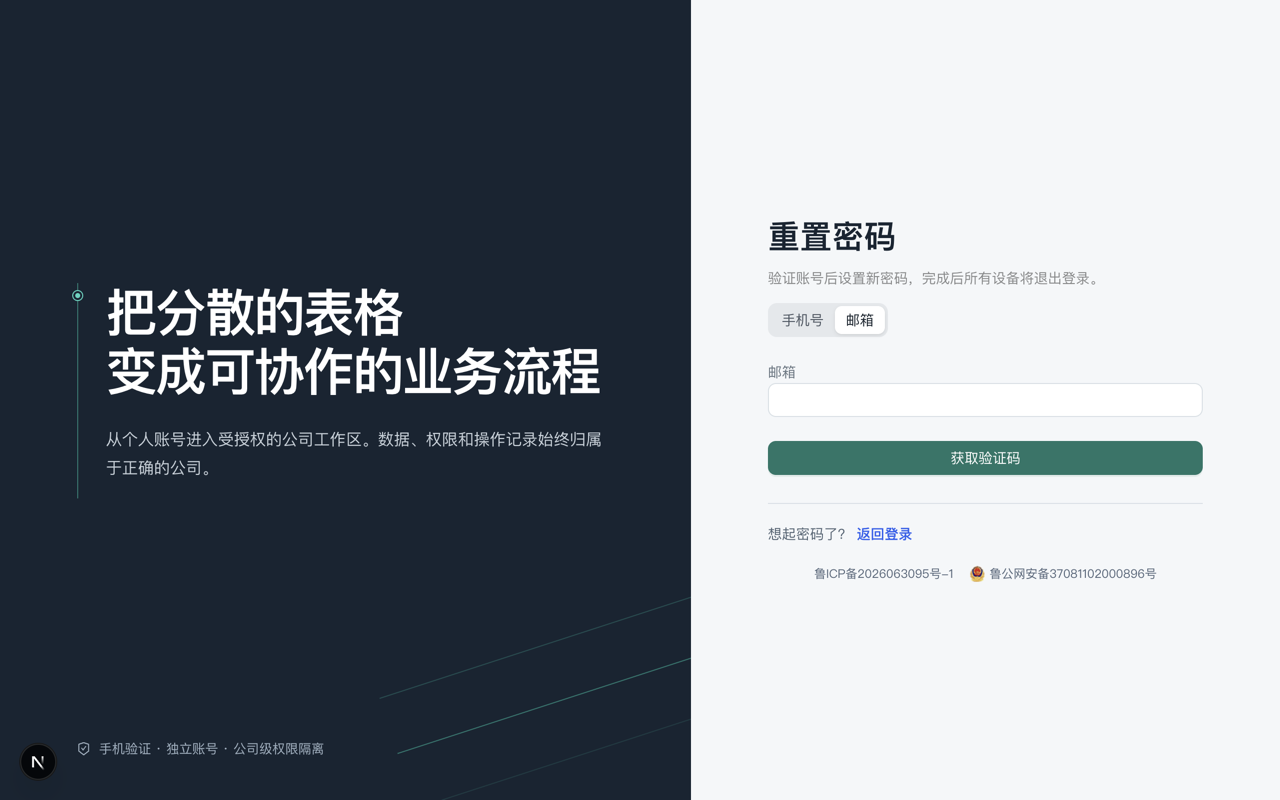 把分散的表格
变成可协作的业务流程
从个人账号进入受授权的公司工作区。数据、权限和操作记录始终归属
于正确的公司。
手机验证 · 独立账号 · 公司级权限隔离
N
重置密码
验证账号后设置新密码，完成后所有设备将退出登录。
手机号 邮箱
邮箱
获取验证码
想起密码了？ 返回登录
鲁ICP备2026063095号-1 鲁公网安备37081102000896号